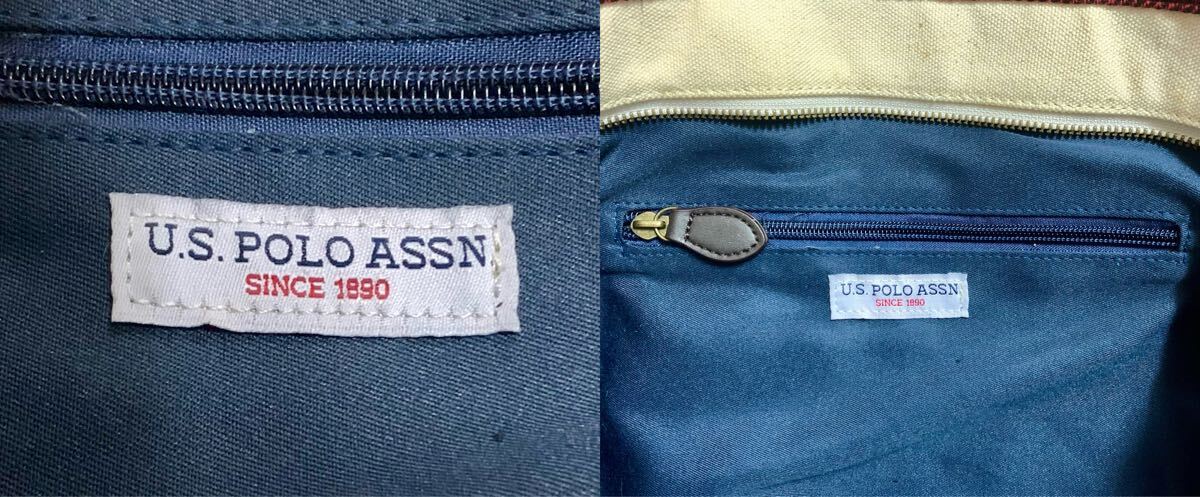 U.S. POLO ASSN
SINCE 1890
U.S. POLO ASSN
SINCE 1890